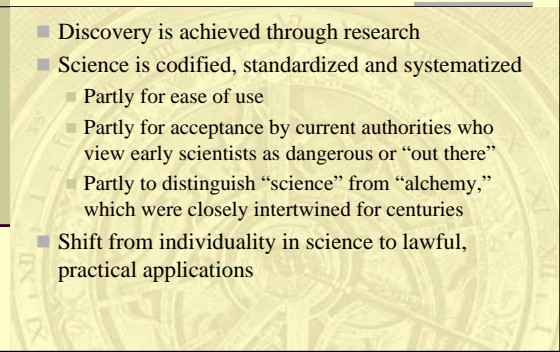 Discovery is achieved through research
Science is codified, standardized and systematized
Partly for ease of use
Partly for acceptance by current authorities who
view early scientists as dangerous or “out there”
Partly to distinguish “science” from “alchemy,”
which were closely intertwined for centuries
Shift from individuality in science to lawful,
practical applications